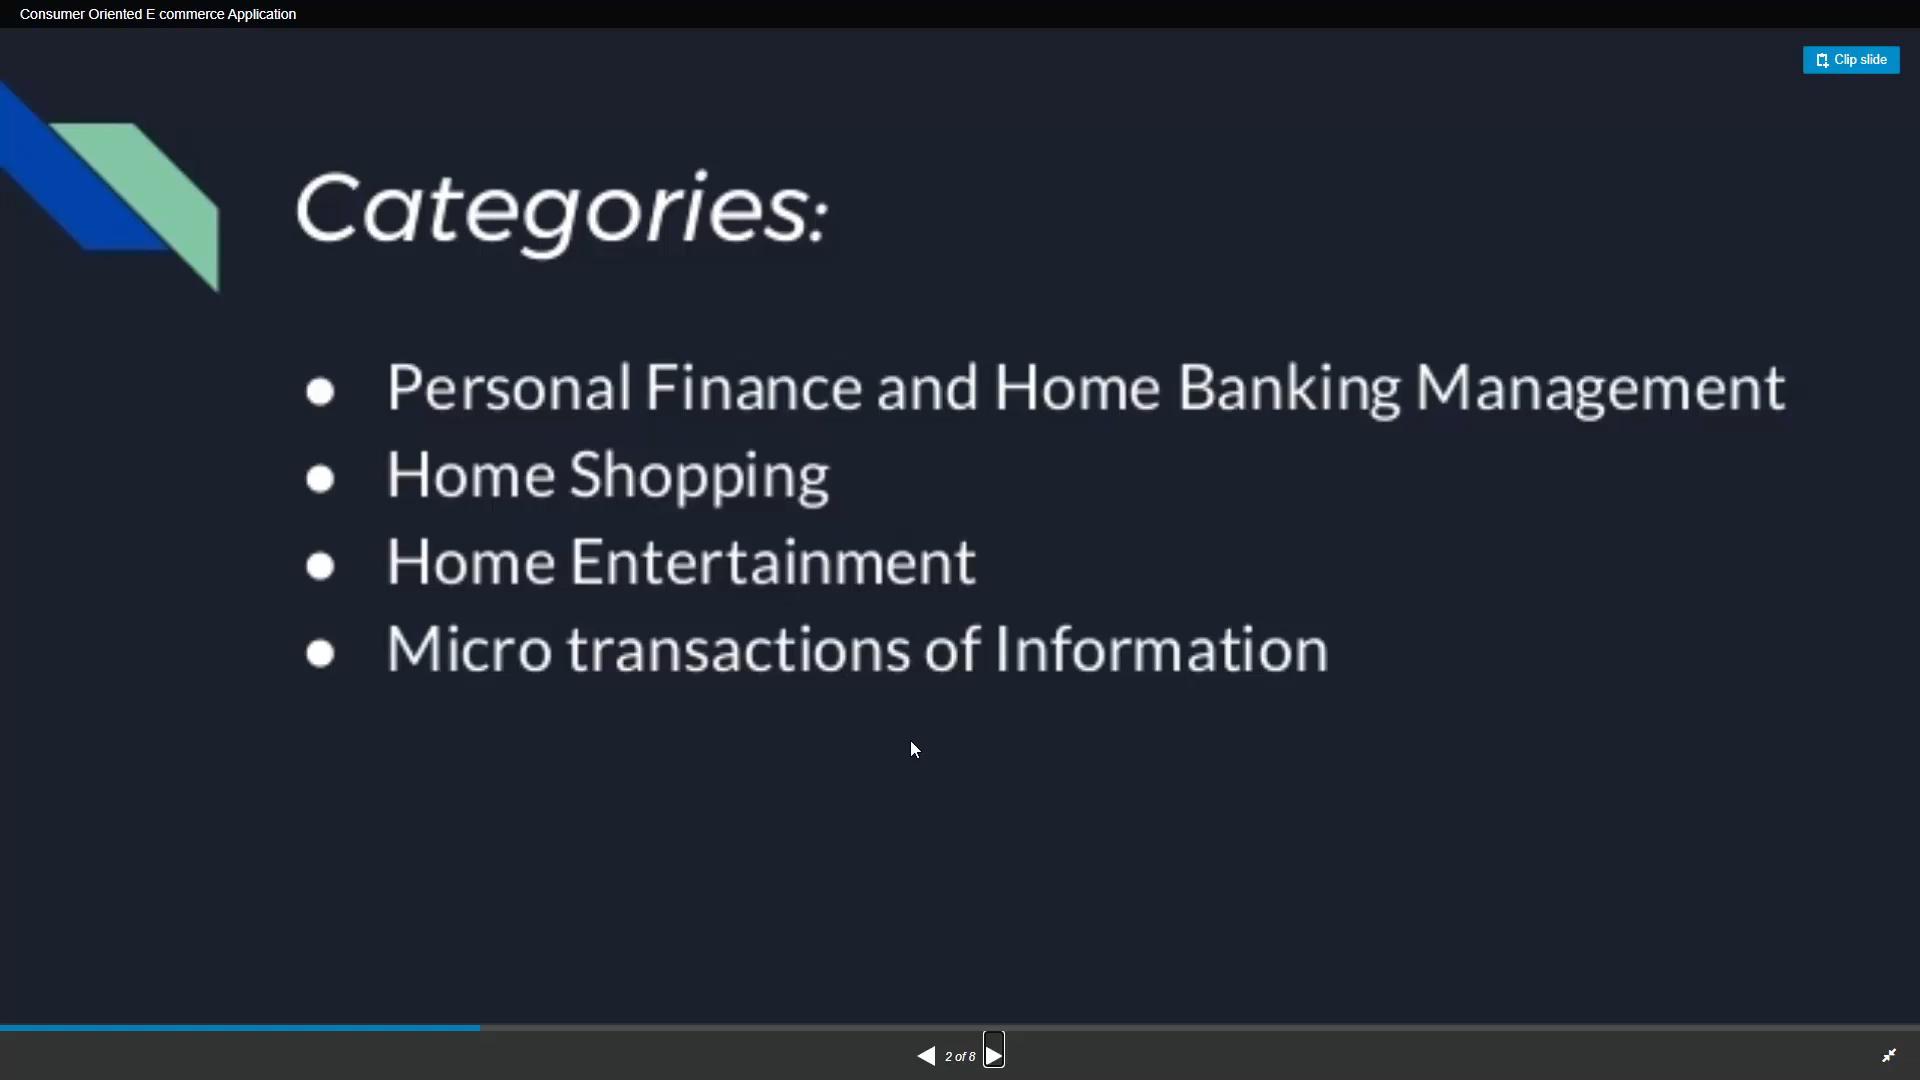 Consumer Oriented E commerce Application
Clip slide
Categories:
● Personal Finance and Home Banking Management
● Home Shopping
● Home Entertainment
● Micro transactions of Information
2 of 8